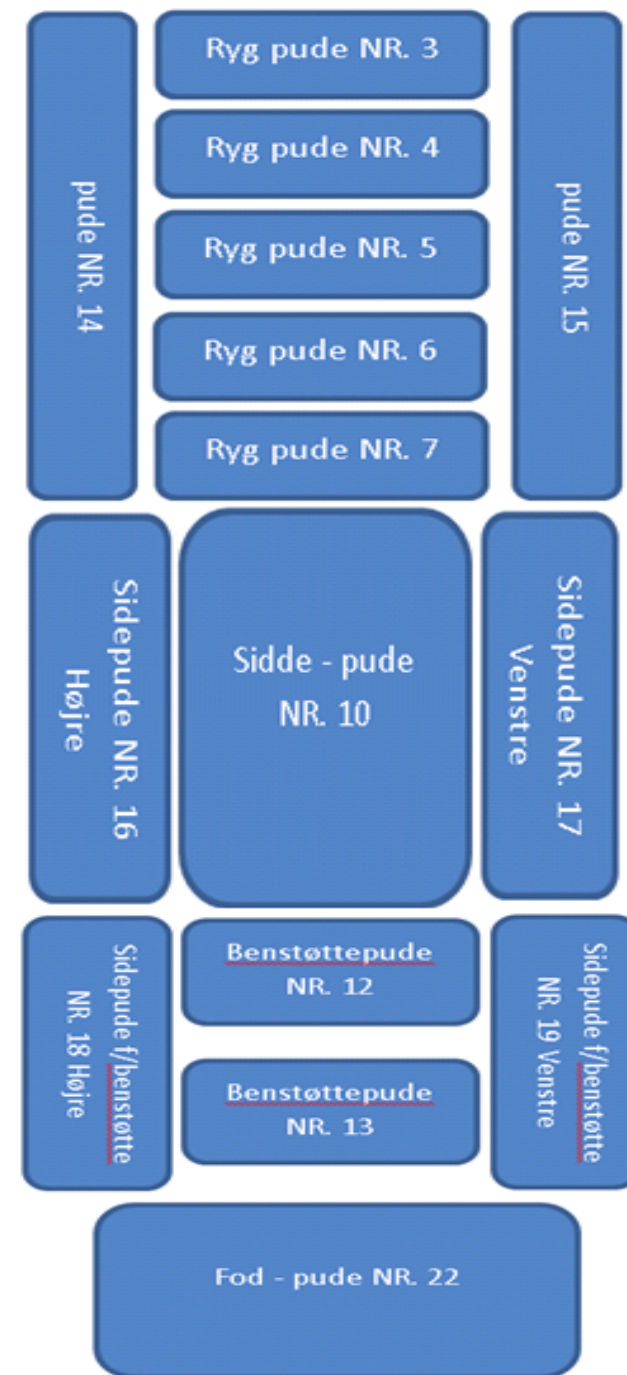 Ryg pude NR. 3
Ryg pude NR. 4
Ryg pude NR. 5
Ryg pude NR. 6
Ryg pude NR. 7
pude NR. 14
pude NR. 15
Sidepude NR. 16
Højre
Sidde - pude
NR. 10
Sidepude NR. 17
Venstre
Sidepude f/benstøtte
NR. 18 Højre
Benstøttepude
NR. 12
Benstøttepude
NR. 13
Sidepude f/benstøtte
NR. 19 Venstre
Fod - pude NR. 22